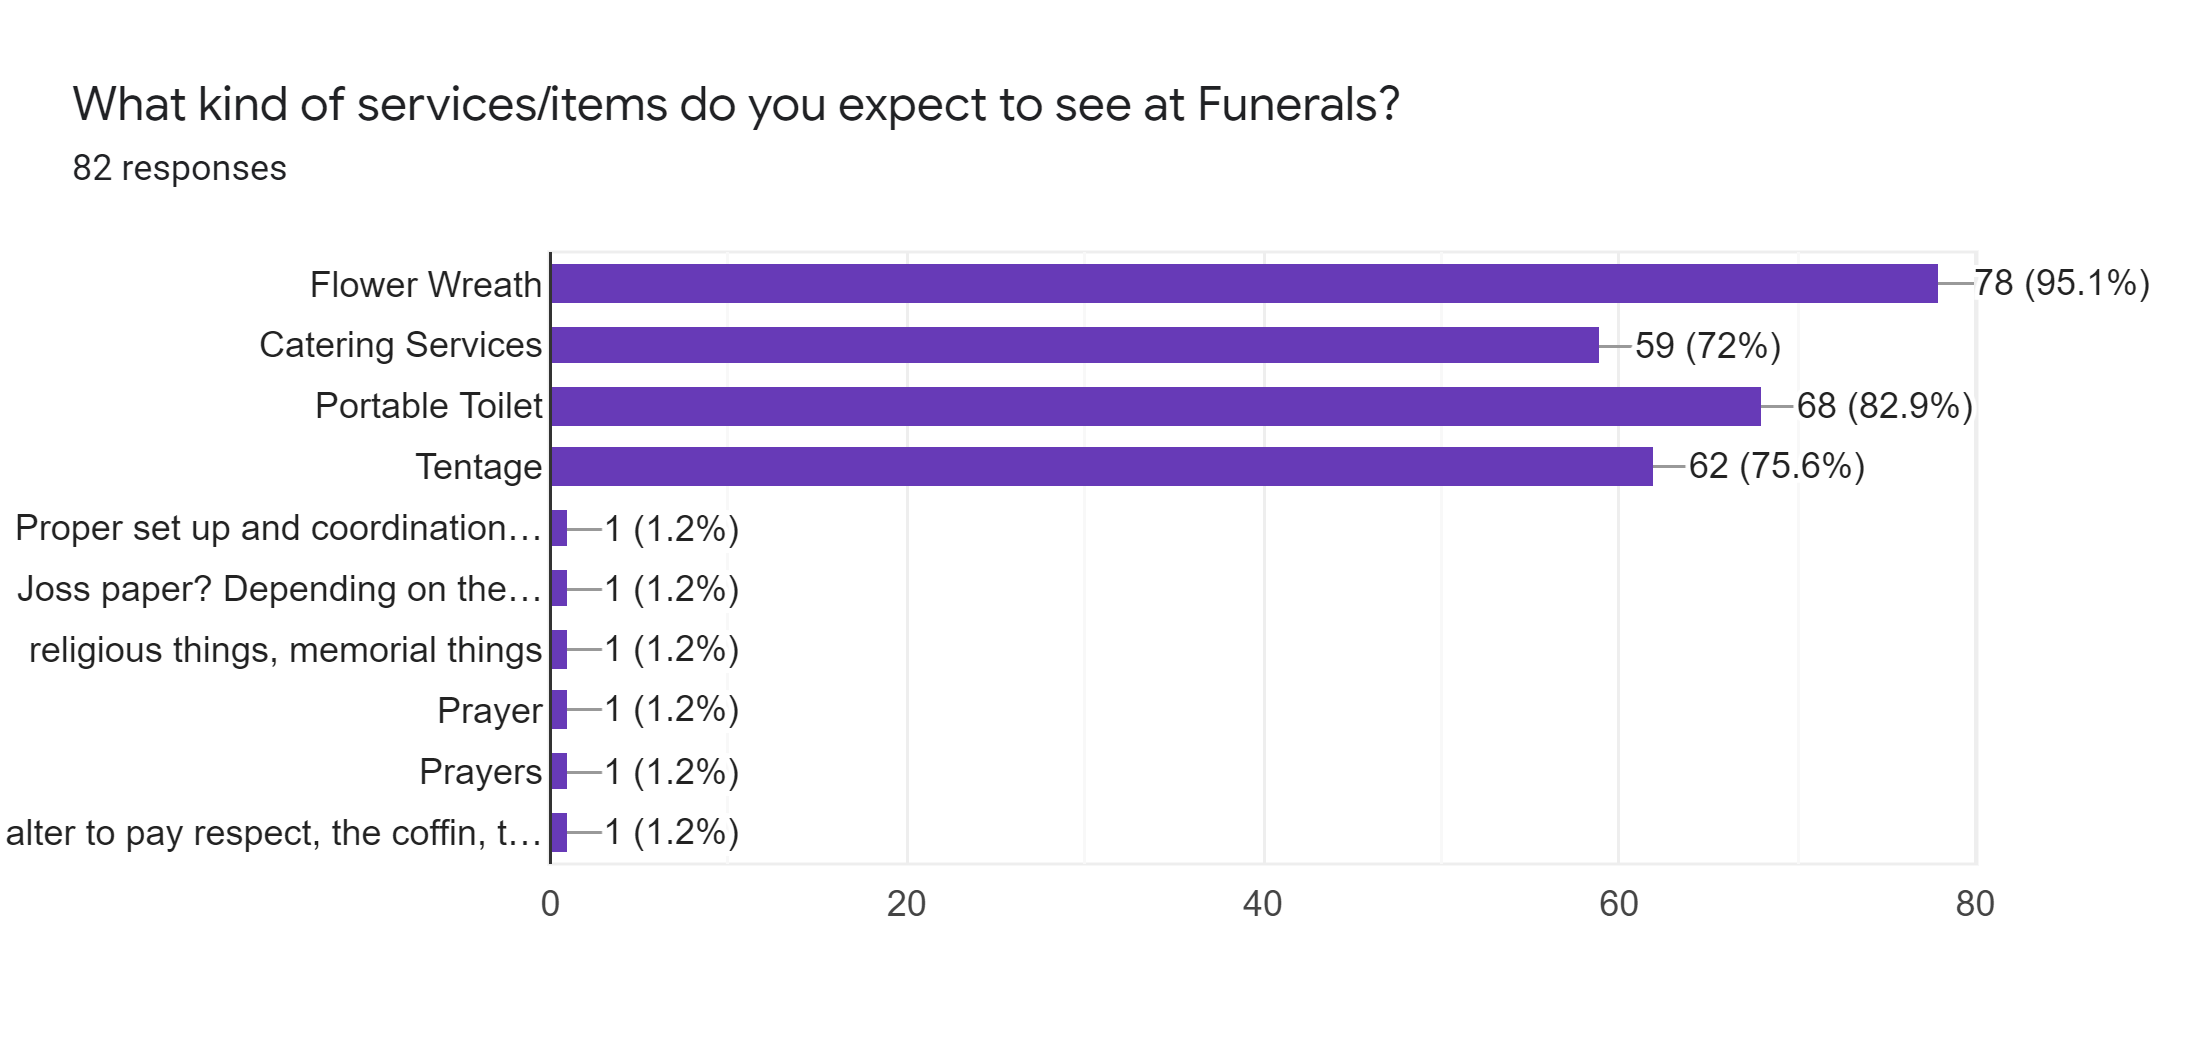 What kind of services/items do you expect to see at Funerals?
82 responses
Flower Wreath 78 (95.1%)
Catering Services 59 (72%)
Portable Toilet 68 (82.9%)
Tentage 62 (75.6%)
Proper set up and coordination… 1 (1.2%)
Joss paper? Depending on the… 1 (1.2%)
religious things, memorial things 1 (1.2%)
Prayer 1 (1.2%)
Prayers 1 (1.2%)
alter to pay respect, the coffin, t… 1 (1.2%)
0 20 40 60 80